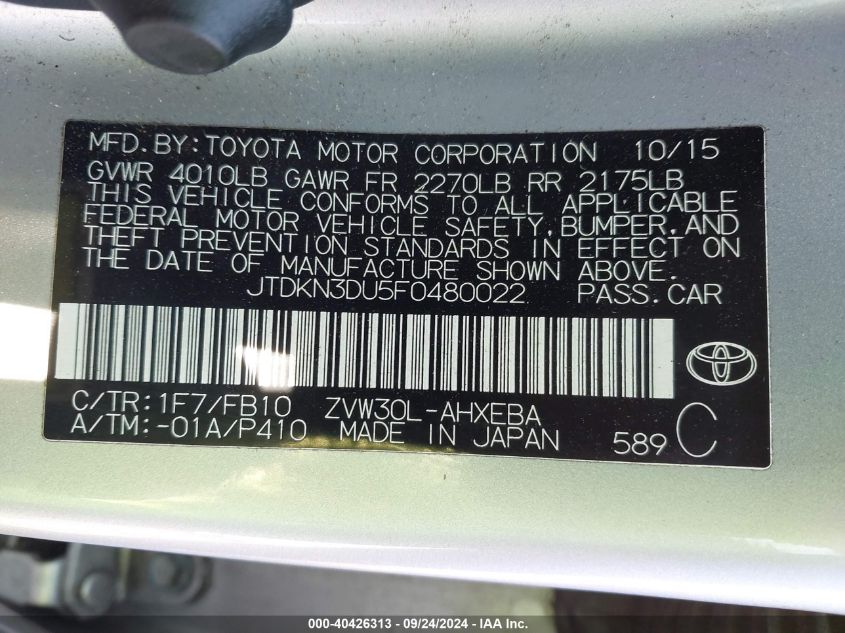 MFD.BY:TOYOTA MOTOR CORPORATION 10/15
GVWR 4010LB GAWR FR 2270LB RR 2175LB
THIS VEHICLE CONFORMS TO ALL APPLICABLE
FEDERAL MOTOR VEHICLE SAFETY,BUMPER,AND
THEFT PREVENTION STANDARDS IN EFFECT ON
THE DATE OF MANUFACTURE SHOWN ABOVE.
JTDKN3DU5F0480022 PASS.CAR
C/TR:1F7/FB10 ZVW30L-AHXEBA
A/TM:-01A/P410 MADE IN JAPAN 589 C
000-40426313 - 09/24/2024 - IAA Inc.